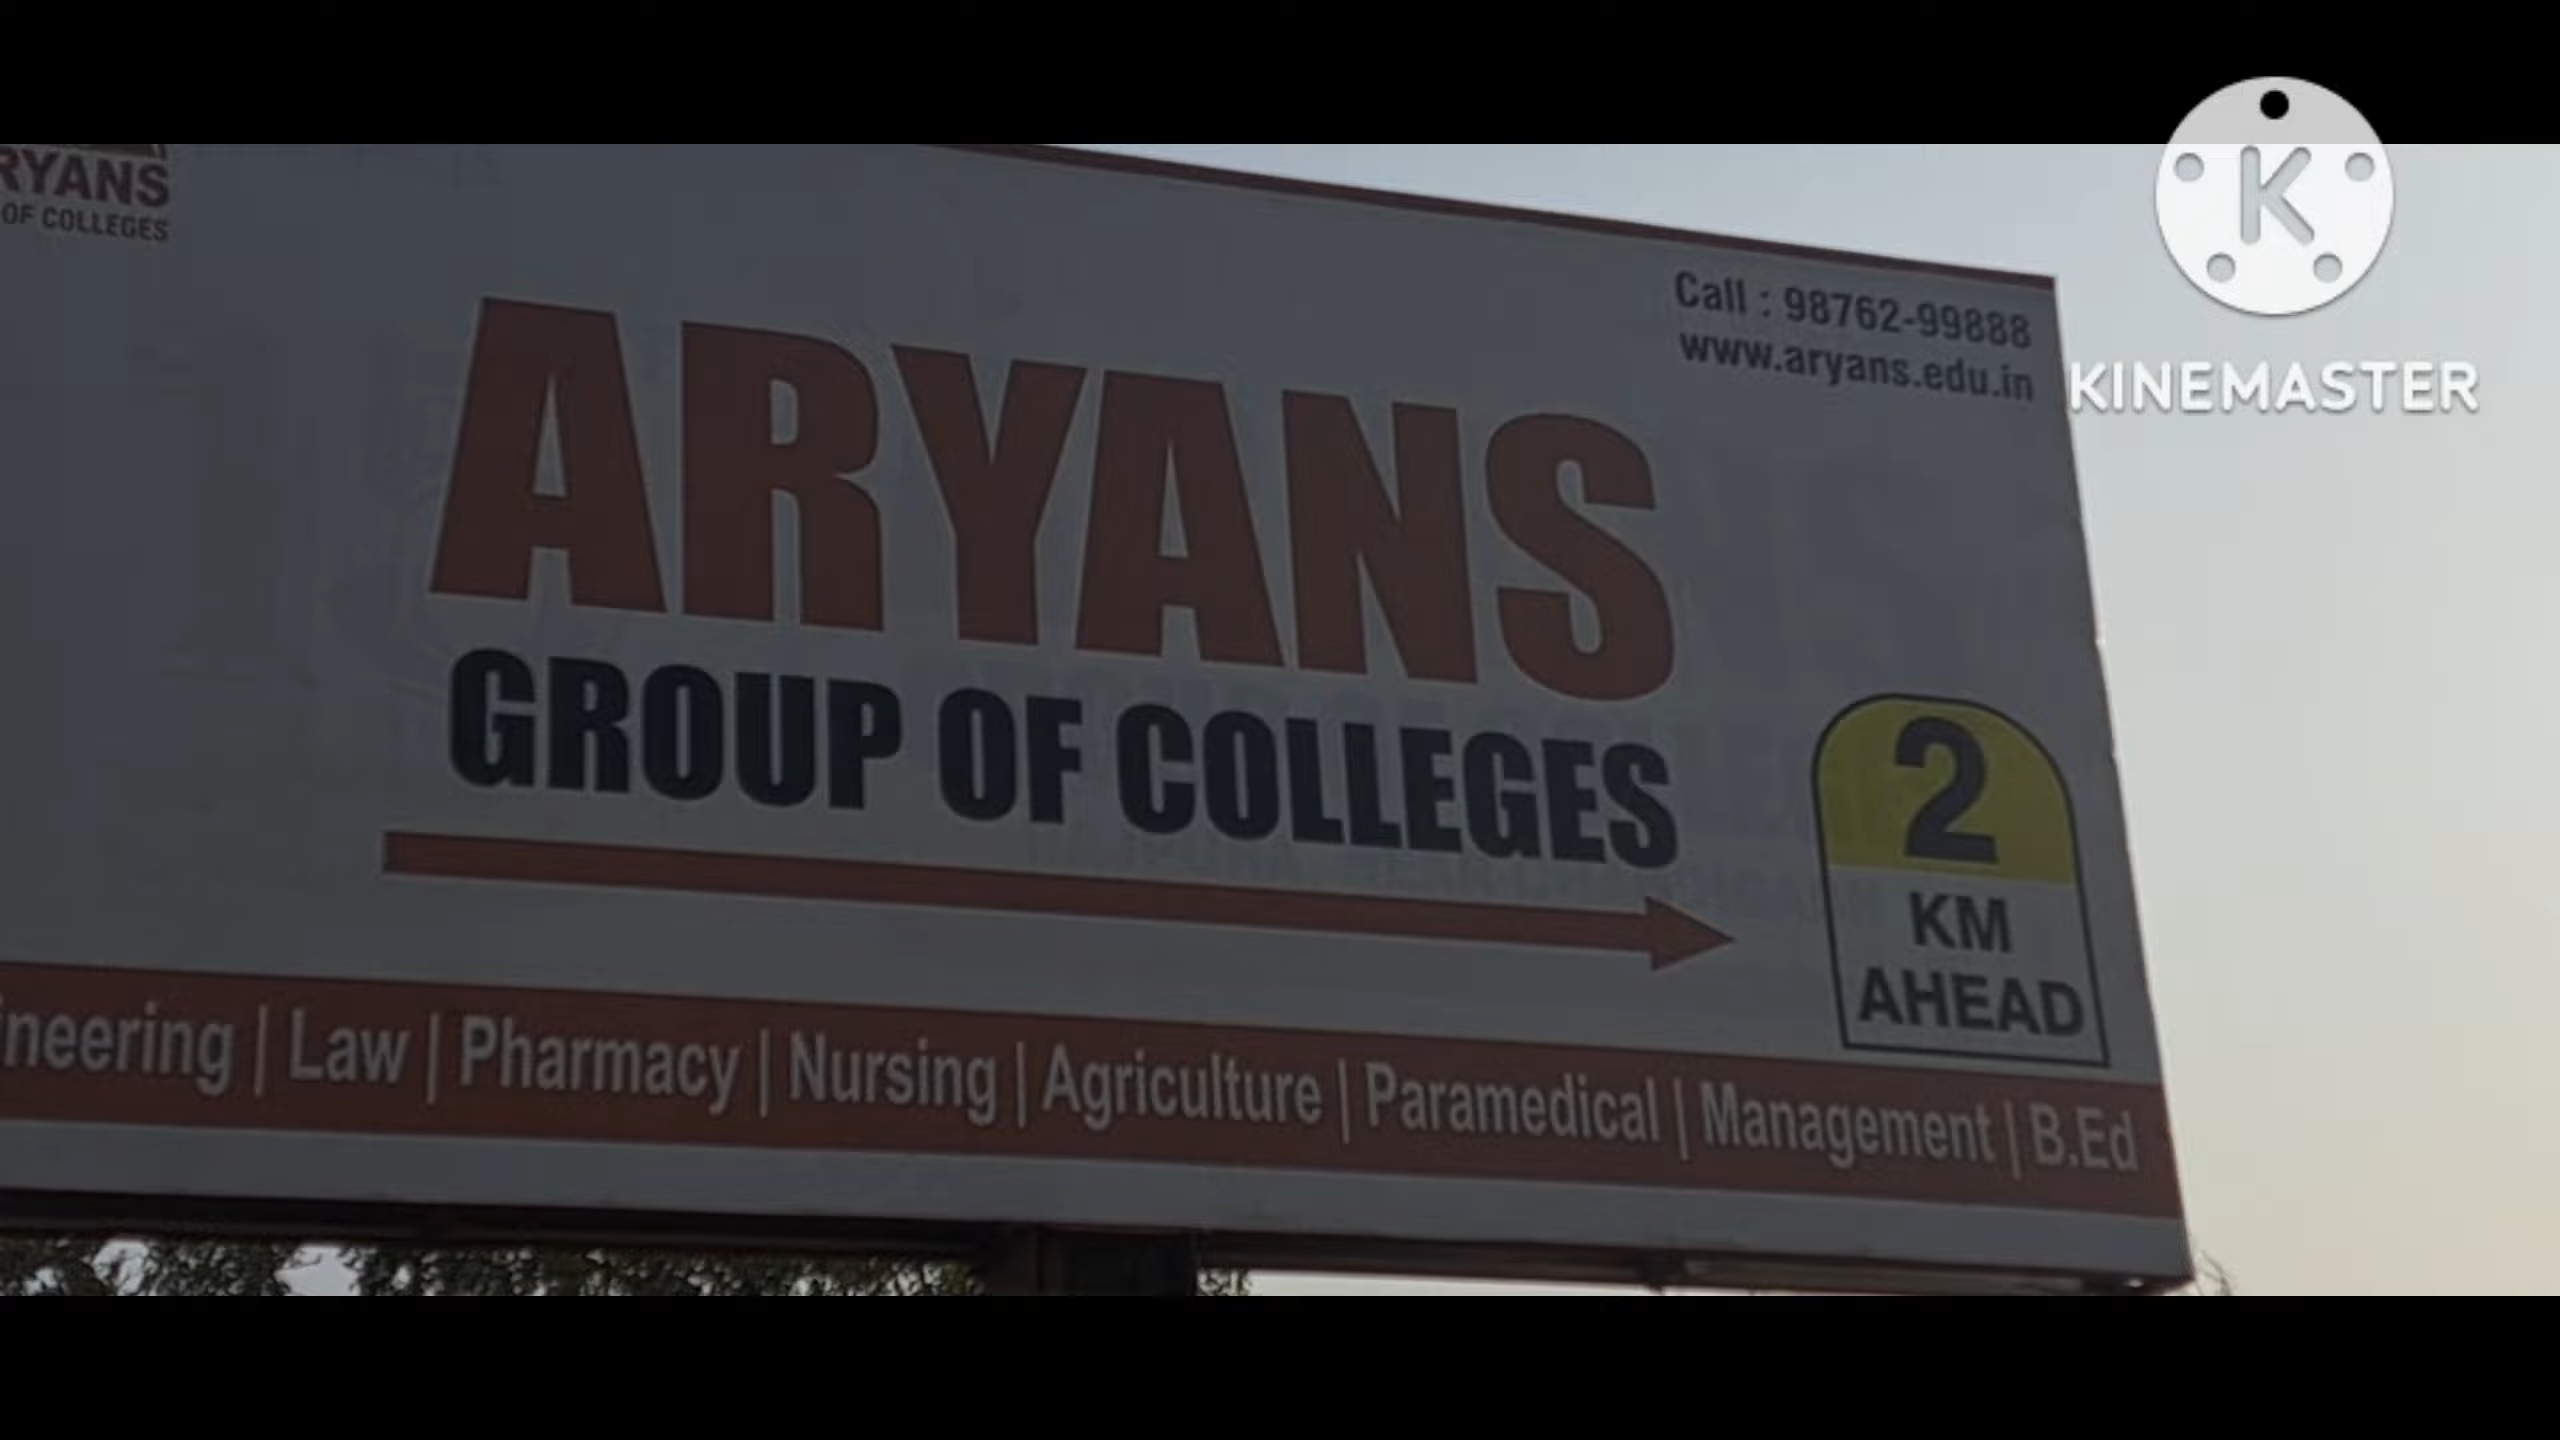 RYANS
OF COLLEGES
Call : 98762-99888
www.aryans.edu.in
KINEMASTER
ARYANS
GROUP OF COLLEGES
2
KM
AHEAD
ineering | Law | Pharmacy | Nursing | Agriculture | Paramedical | Management | B.Ed